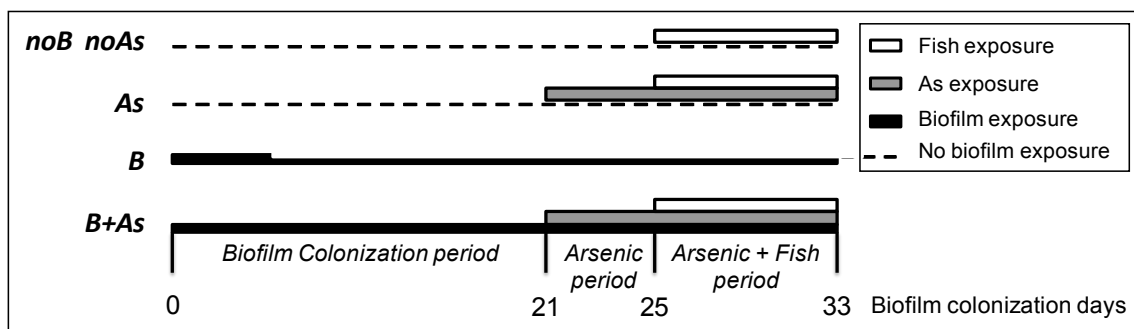 noB noAs
As
B
B+As
Fish exposure
As exposure
Biofilm exposure
No biofilm exposure
Biofilm Colonization period
Arsenic
period
Arsenic + Fish
period
0 21 25 33 Biofilm colonization days